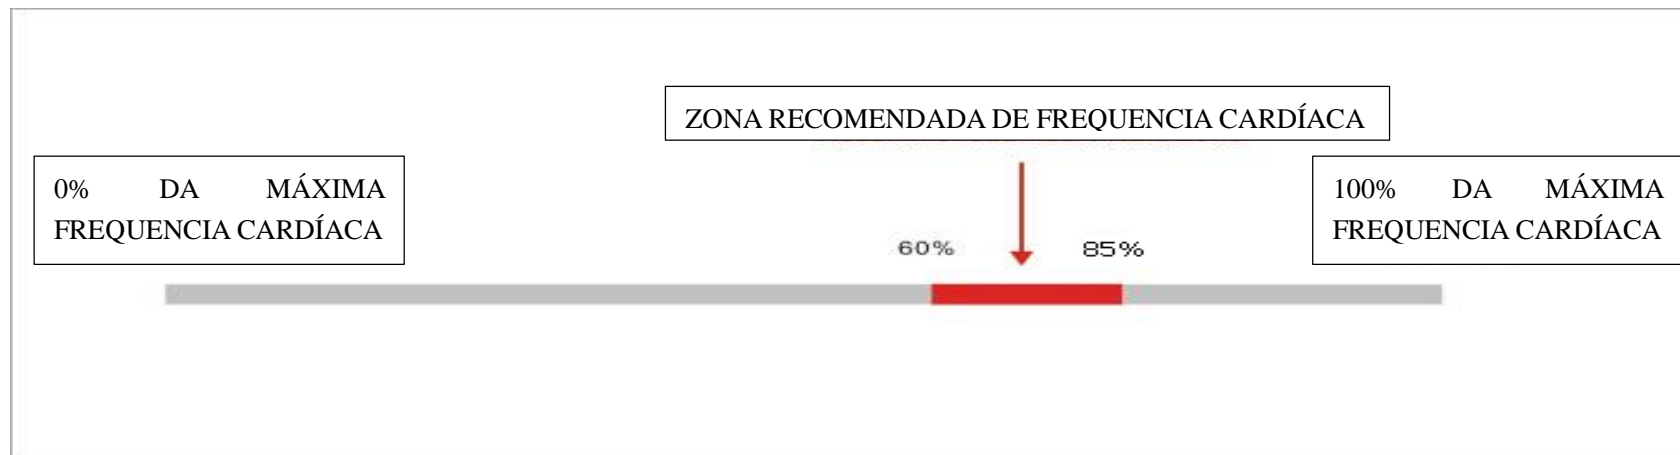 ZONA RECOMENDADA DE FREQUENCIA CARDÍACA
0% DA MÁXIMA
FREQUENCIA CARDÍACA
100% DA MÁXIMA
FREQUENCIA CARDÍACA
60%
85%